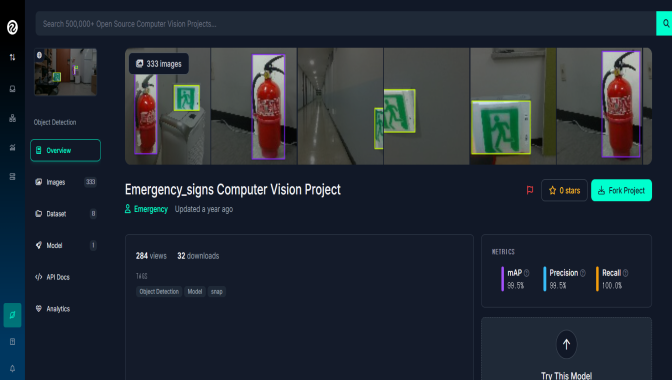 Search 500,000+ Open Source Computer Vision Projects...
333 images
Object Detection
Overview
Images 333
Dataset 0
Model 1
API Docs
Analytics
Emergency_signs Computer Vision Project
0 stars
Fork Project
Emergency Updated a year ago
284 views 32 downloads
TAGS
Object Detection Model snap
METRICS
mAP Precision Recall
99.5% 99.5% 100.0%
Try This Model